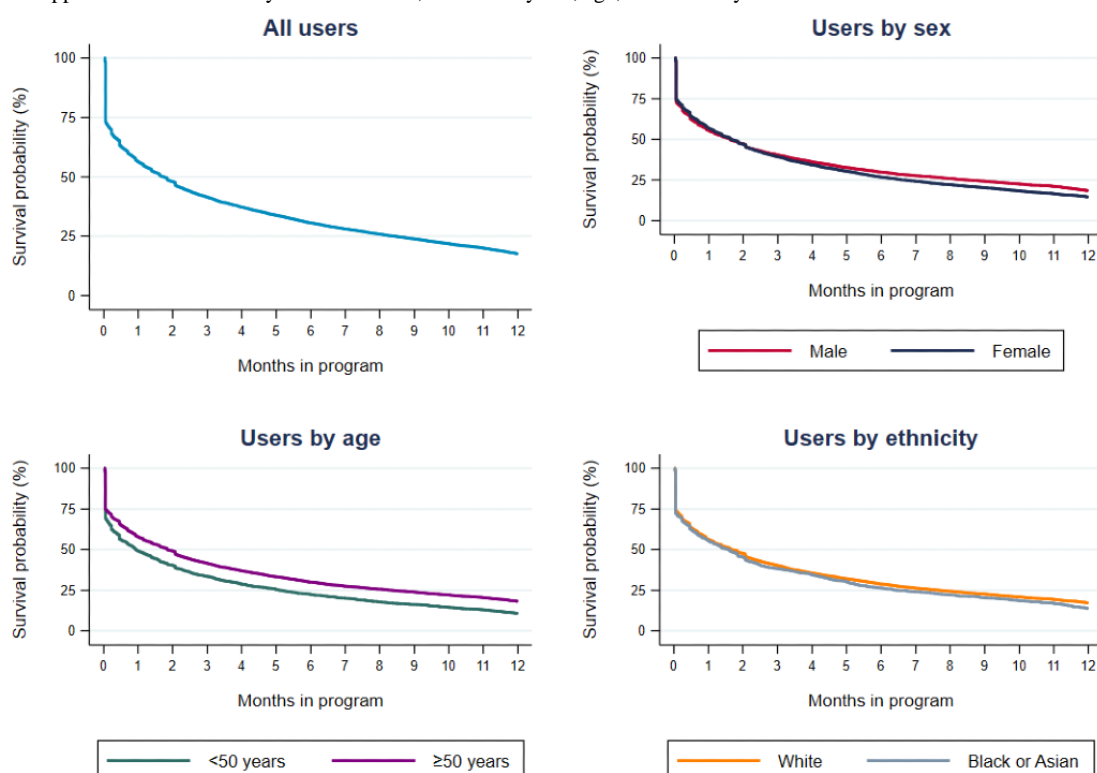 All users
Survival probability (%)
100
75
50
25
0
0 1 2 3 4 5 6 7 8 9 10 11 12
Months in program
Users by sex
Survival probability (%)
100
75
50
25
0
0 1 2 3 4 5 6 7 8 9 10 11 12
Months in program
Male Female
Users by age
Survival probability (%)
100
75
50
25
0
0 1 2 3 4 5 6 7 8 9 10 11 12
Months in program
<50 years ≥50 years
Users by ethnicity
Survival probability (%)
100
75
50
25
0
0 1 2 3 4 5 6 7 8 9 10 11 12
Months in program
White Black or Asian